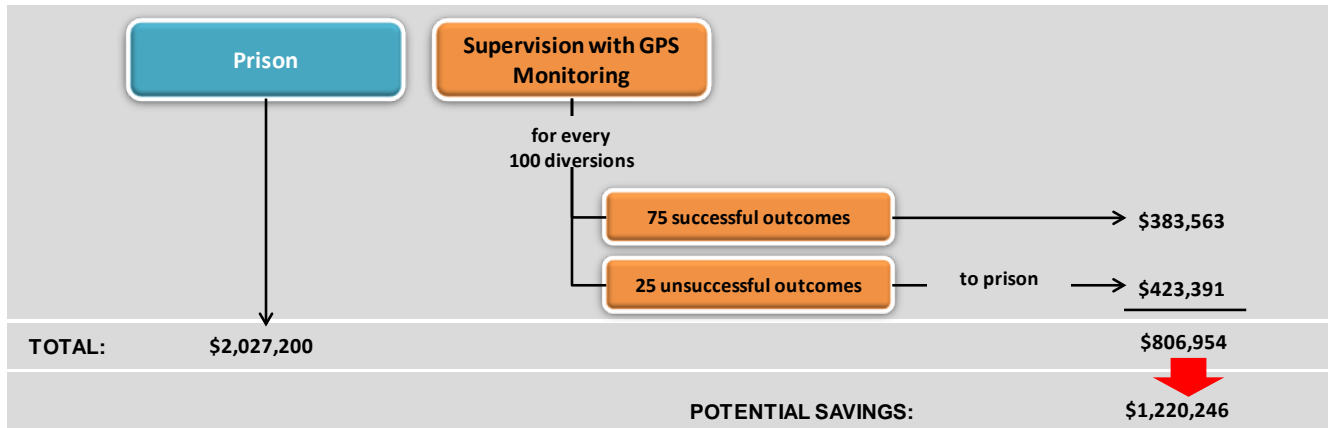 Prison
Supervision with GPS
Monitoring
for every
100 diversions
75 successful outcomes
$383,563
25 unsuccessful outcomes
to prison
$423,391
TOTAL:
$2,027,200
$806,954
POTENTIAL SAVINGS:
$1,220,246